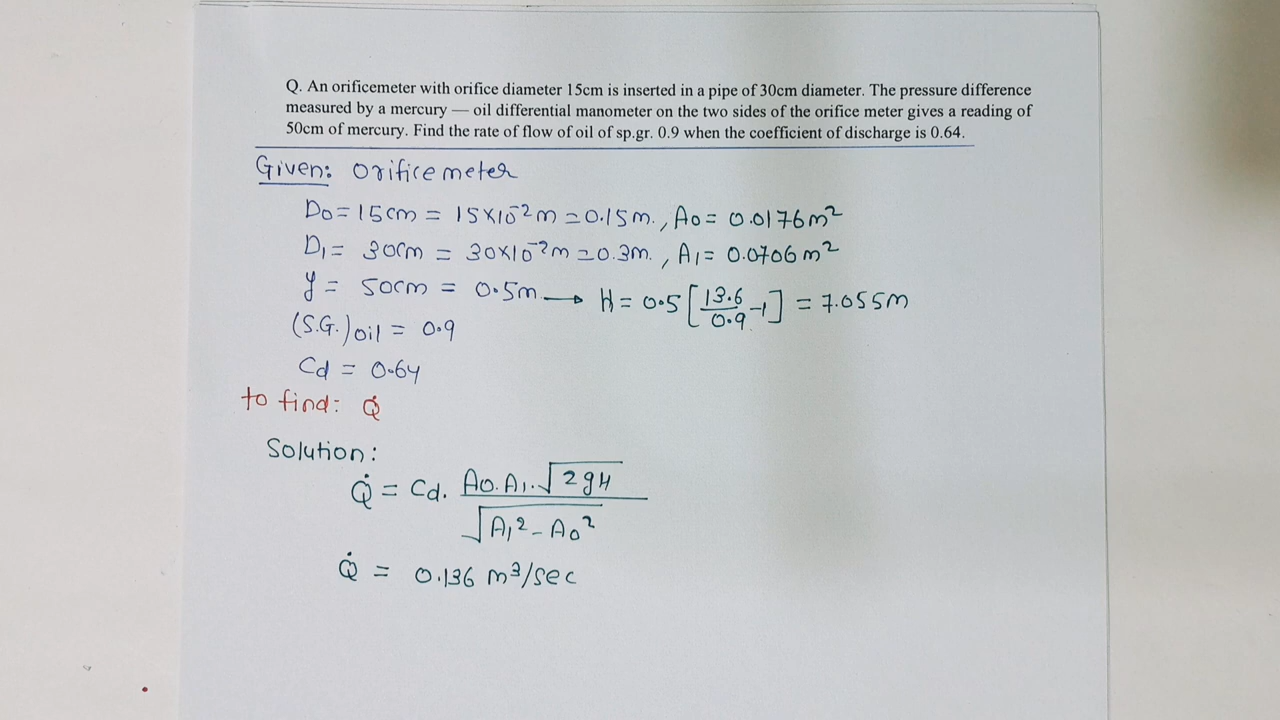 Q. An orificemeter with orifice diameter 15cm is inserted in a pipe of 30cm diameter. The pressure difference
measured by a mercury — oil differential manometer on the two sides of the orifice meter gives a reading of
50cm of mercury. Find the rate of flow of oil of sp.gr. 0.9 when the coefficient of discharge is 0.64.
Given: Orifice meter
D₀ = 15cm = 15×10⁻²m = 0.15m., A₀ = 0.0176m²
D₁ = 30cm = 30×10⁻²m = 0.3m., A₁ = 0.0706m²
y = 50cm = 0.5m → H = 0.5[13.6/0.9 -1] = 7.055m
(S.G.)oil = 0.9
Cd = 0.64
to find: Q̇
Solution:
Q̇ = Cd. A₀.A₁.√2gH / √A₁² - A₀²
Q̇ = 0.136 m³/sec